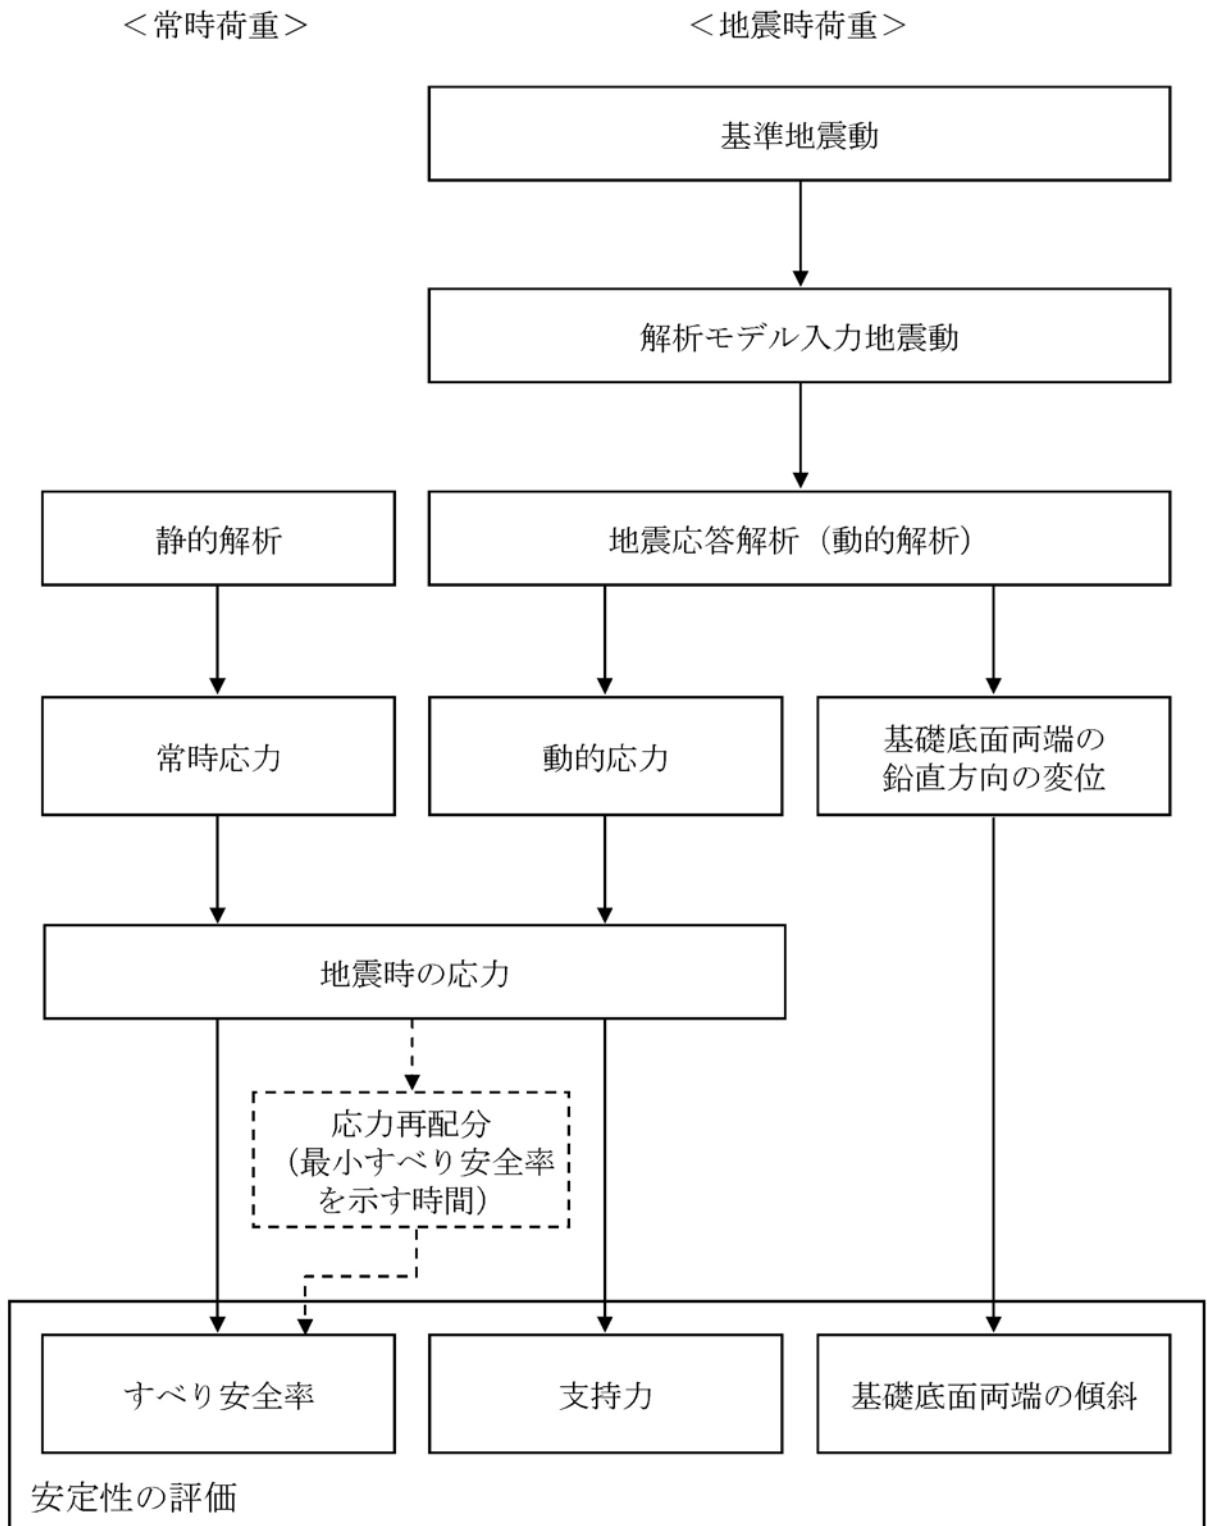 ＜常時荷重＞
＜地震時荷重＞
基準地震動
解析モデル入力地震動
静的解析
地震応答解析（動的解析）
常時応力
動的応力
基礎底面両端の
鉛直方向の変位
地震時の応力
応力再配分
（最小すべり安全率
を示す時間）
すべり安全率
支持力
基礎底面両端の傾斜
安定性の評価